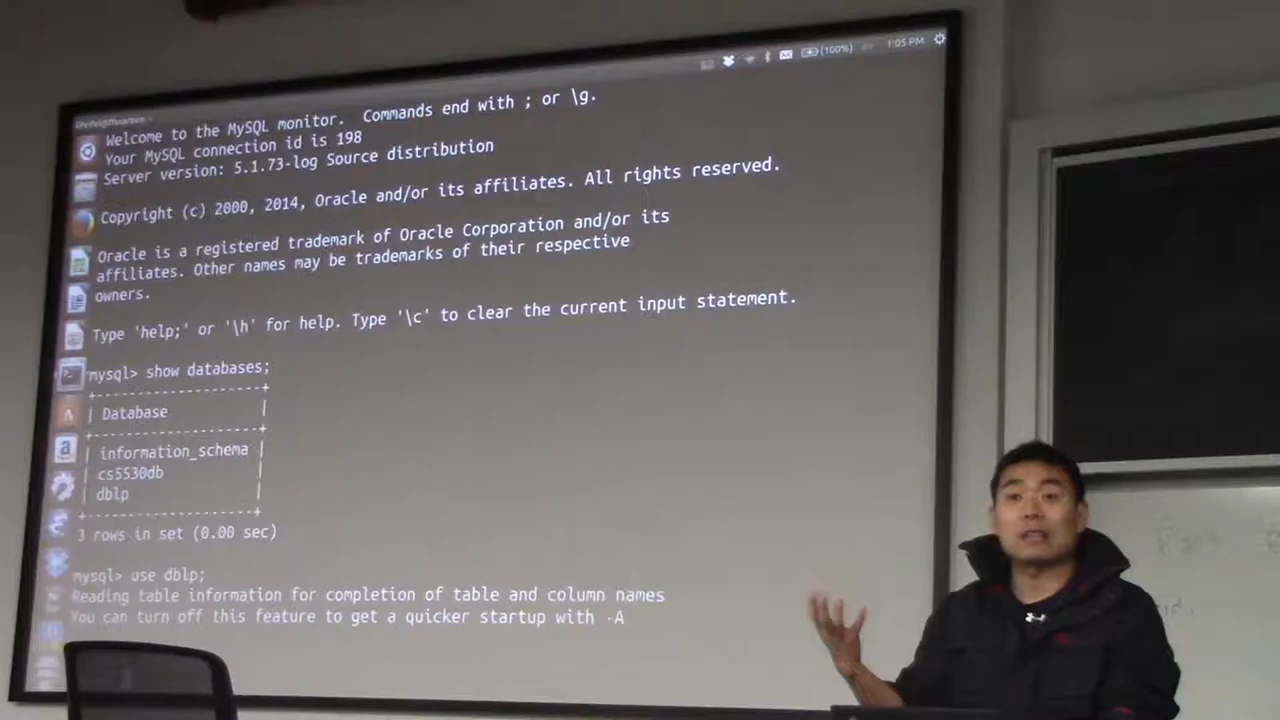 (100%) 1:05 PM
Welcome to the MySQL monitor.  Commands end with ; or \g.
Your MySQL connection id is 198
Server version: 5.1.73-log Source distribution
Copyright (c) 2000, 2014, Oracle and/or its affiliates. All rights reserved.
Oracle is a registered trademark of Oracle Corporation and/or its
affiliates. Other names may be trademarks of their respective
owners.
Type 'help;' or '\h' for help. Type '\c' to clear the current input statement.
mysql> show databases;
+--------------------+
| Database           |
+--------------------+
| information_schema |
| cs5530db           |
| dblp               |
+--------------------+
3 rows in set (0.00 sec)
mysql> use dblp;
Reading table information for completion of table and column names
You can turn off this feature to get a quicker startup with -A